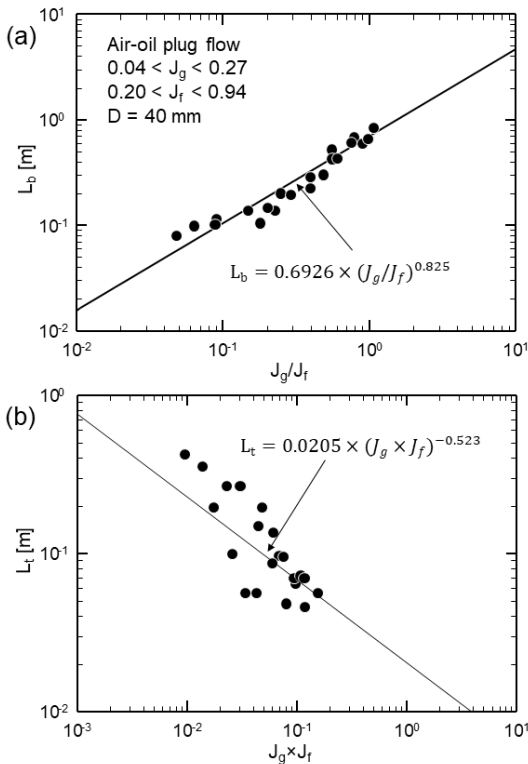 (a)
Air-oil plug flow
0.04 < J_g < 0.27
0.20 < J_f < 0.94
D = 40 mm
10^1
10^0
10^-1
10^-2
L_b [m]
L_b = 0.6926 × (J_g/J_f)^0.825
10^-2 10^-1 10^0 10^1
J_g/J_f
(b)
10^0
10^-1
10^-2
L_t [m]
L_t = 0.0205 × (J_g × J_f)^-0.523
10^-3 10^-2 10^-1 10^0 10^1
J_g×J_f